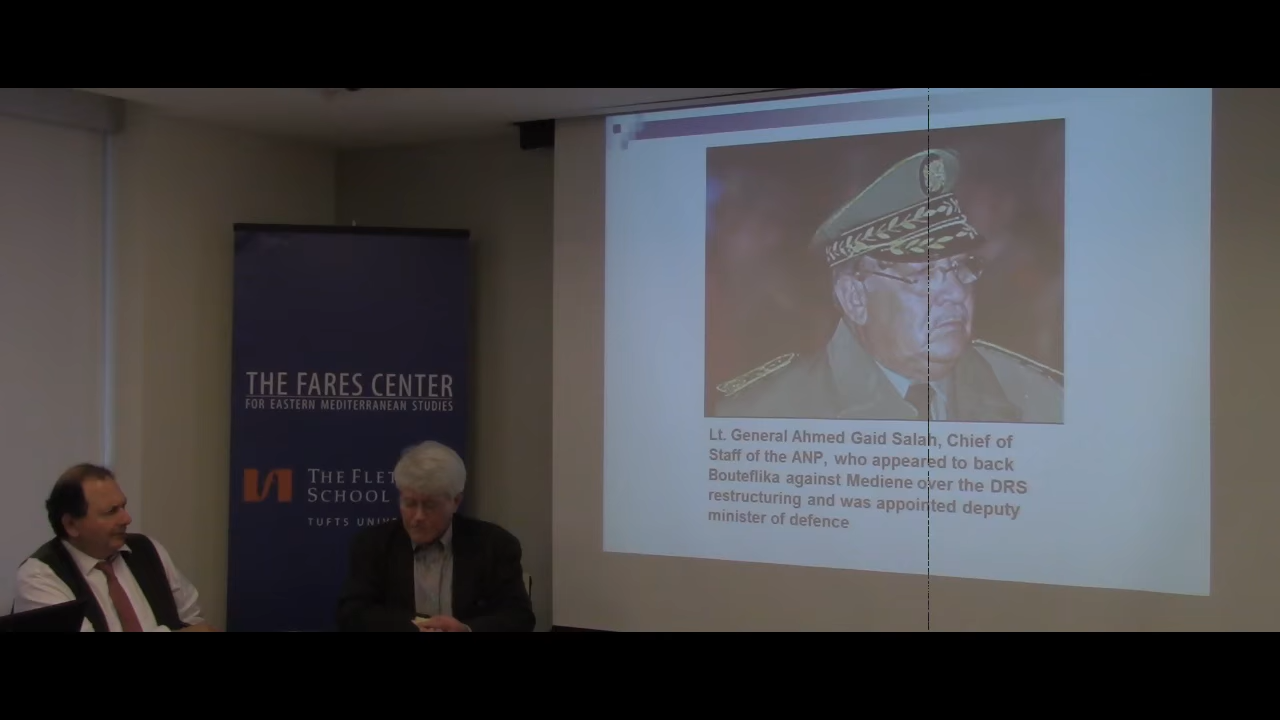 THE FARES CENTER
FOR EASTERN MEDITERRANEAN STUDIES
THE
SCHOOL
TUFTS
Lt. General Ahmed Gaid Salah, Chief of
Staff of the ANP, who appeared to back
Bouteflika against Mediene over the DRS
restructuring and was appointed deputy
minister of defence